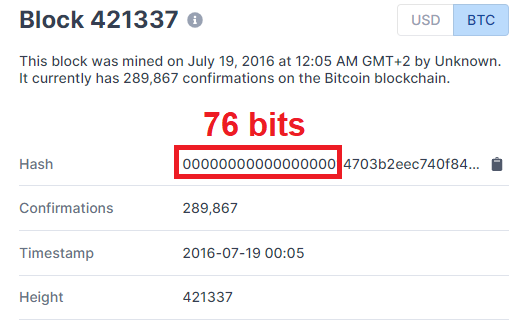 Block 421337
USD BTC
This block was mined on July 19, 2016 at 12:05 AM GMT+2 by Unknown.
It currently has 289,867 confirmations on the Bitcoin blockchain.
76 bits
Hash 00000000000000000 4703b2eec740f84...
Confirmations 289,867
Timestamp 2016-07-19 00:05
Height 421337